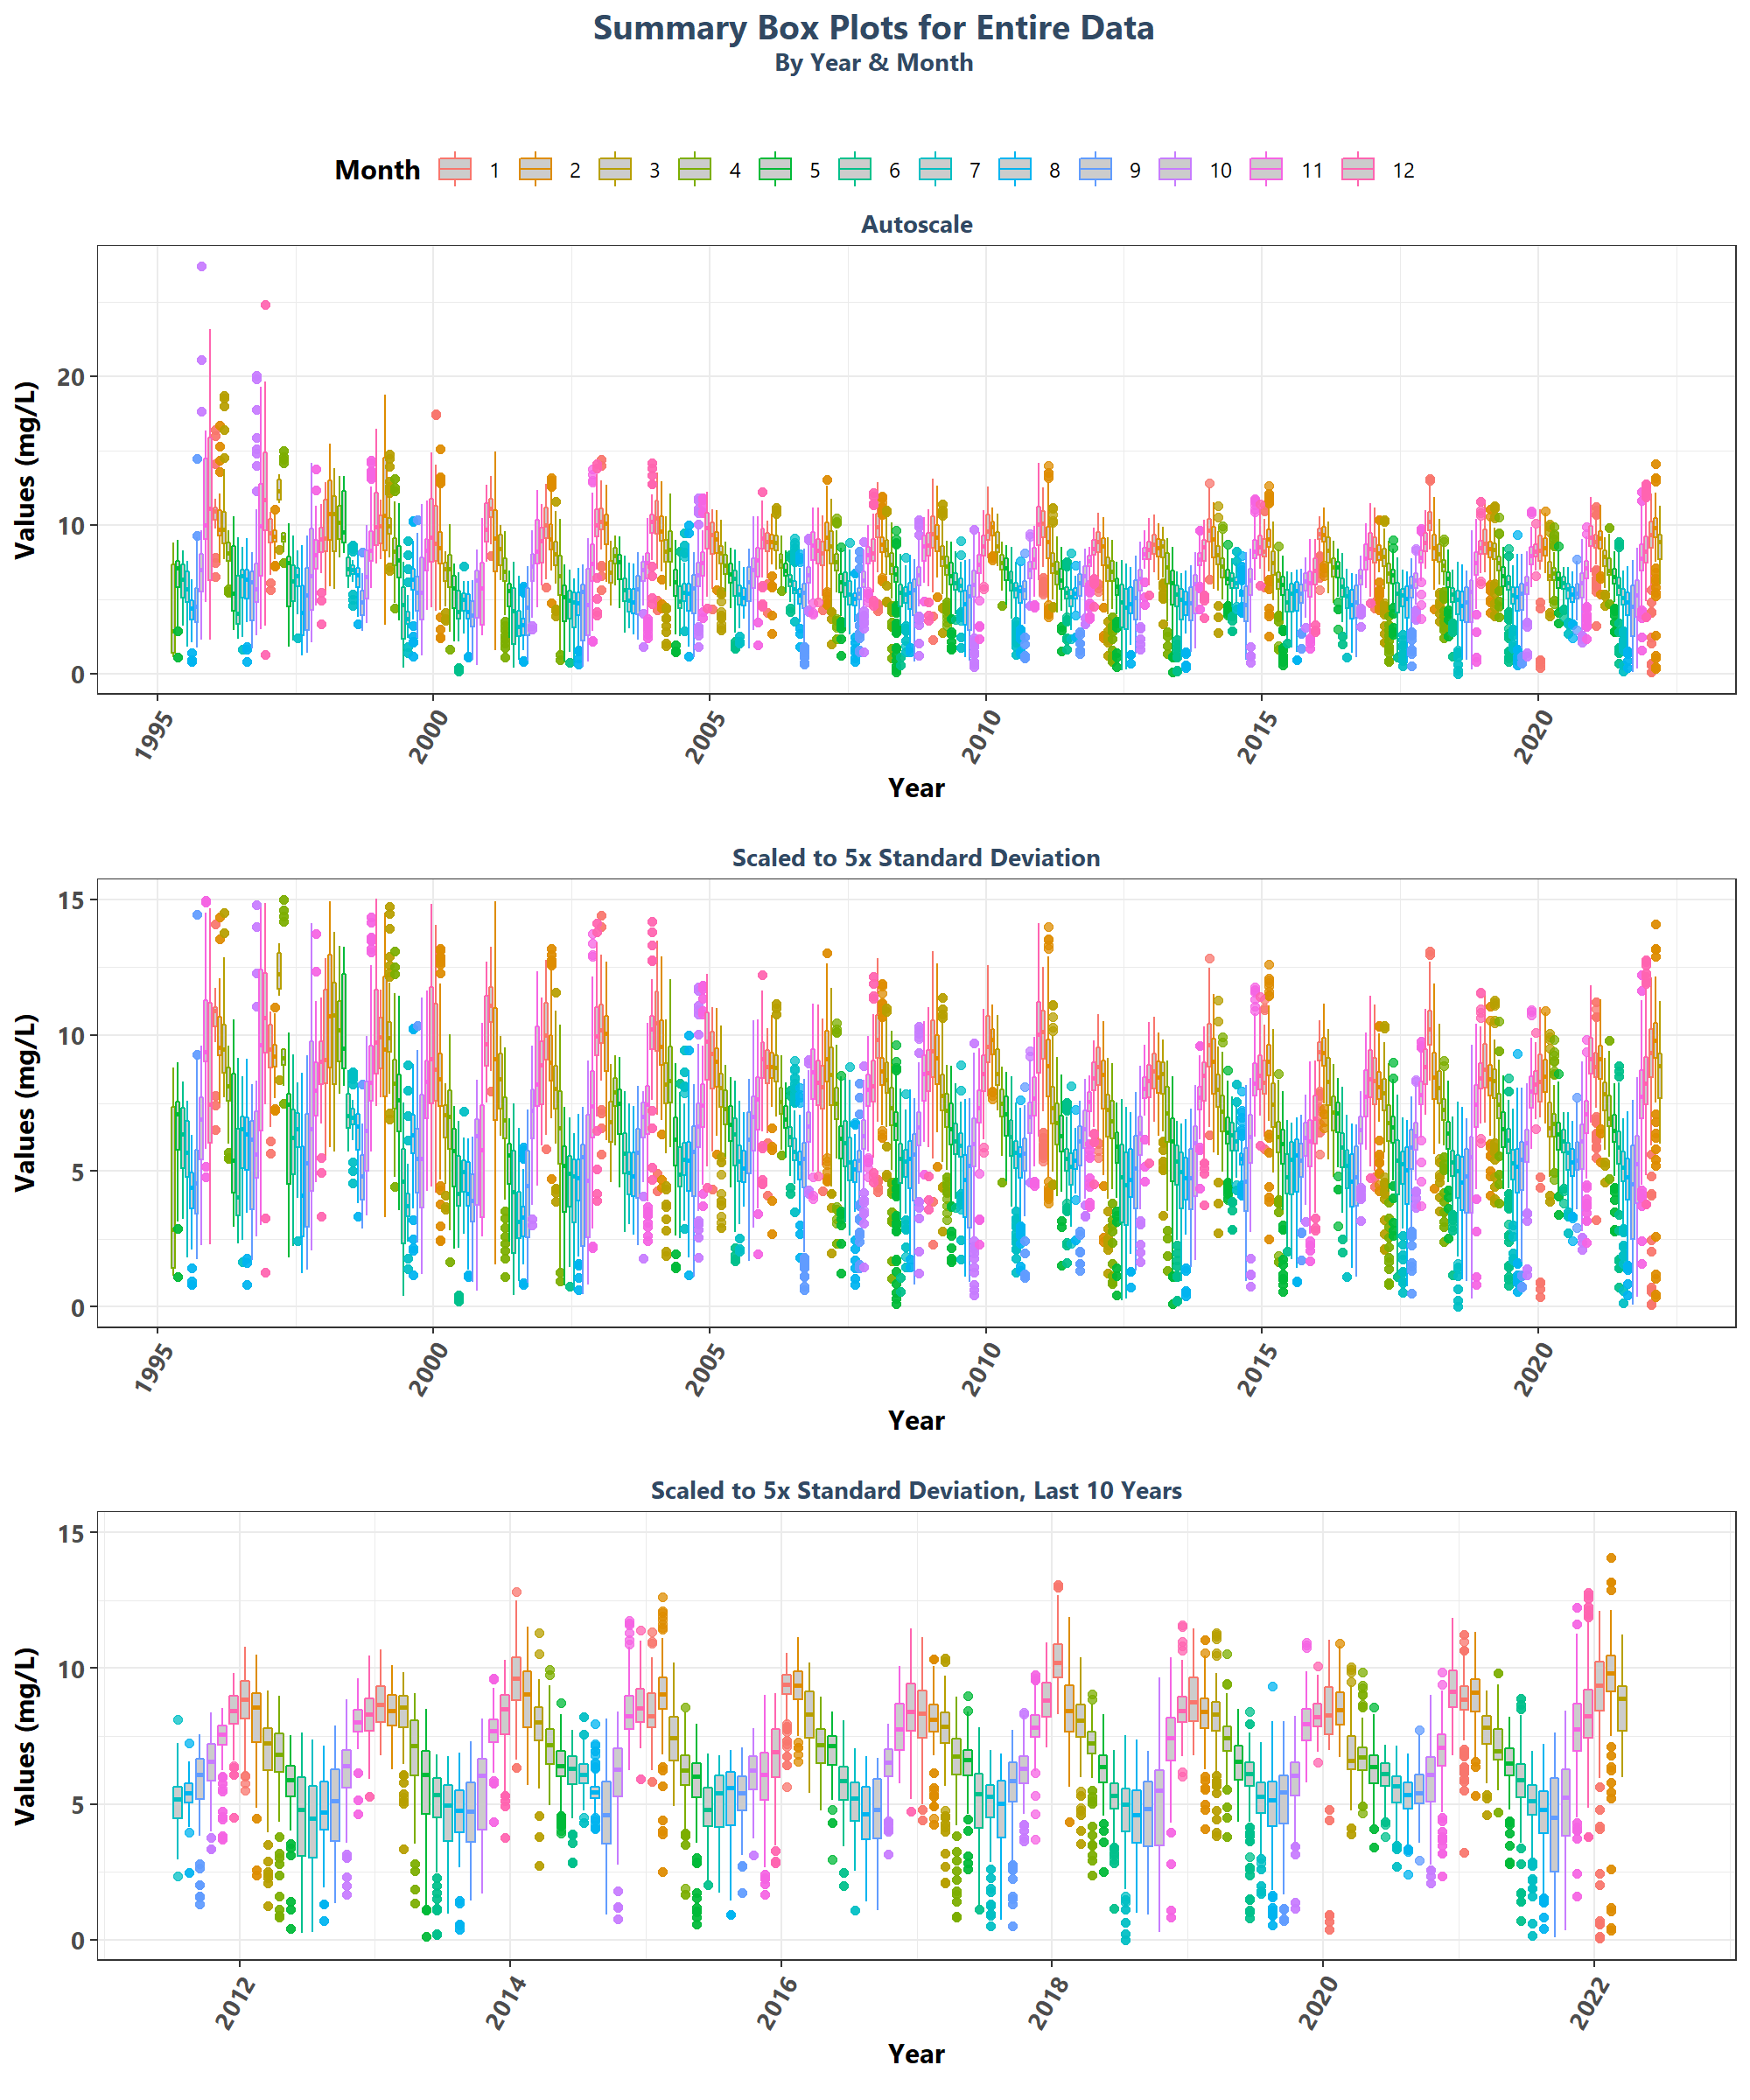 Summary Box Plots for Entire Data
By Year & Month
Month 1 2 3 4 5 6 7 8 9 10 11 12
Autoscale
Values (mg/L)
20
10
0
1995 2000 2005 2010 2015 2020
Year
Scaled to 5x Standard Deviation
Values (mg/L)
15
10
5
0
1995 2000 2005 2010 2015 2020
Year
Scaled to 5x Standard Deviation, Last 10 Years
Values (mg/L)
15
10
5
0
2012 2014 2016 2018 2020 2022
Year